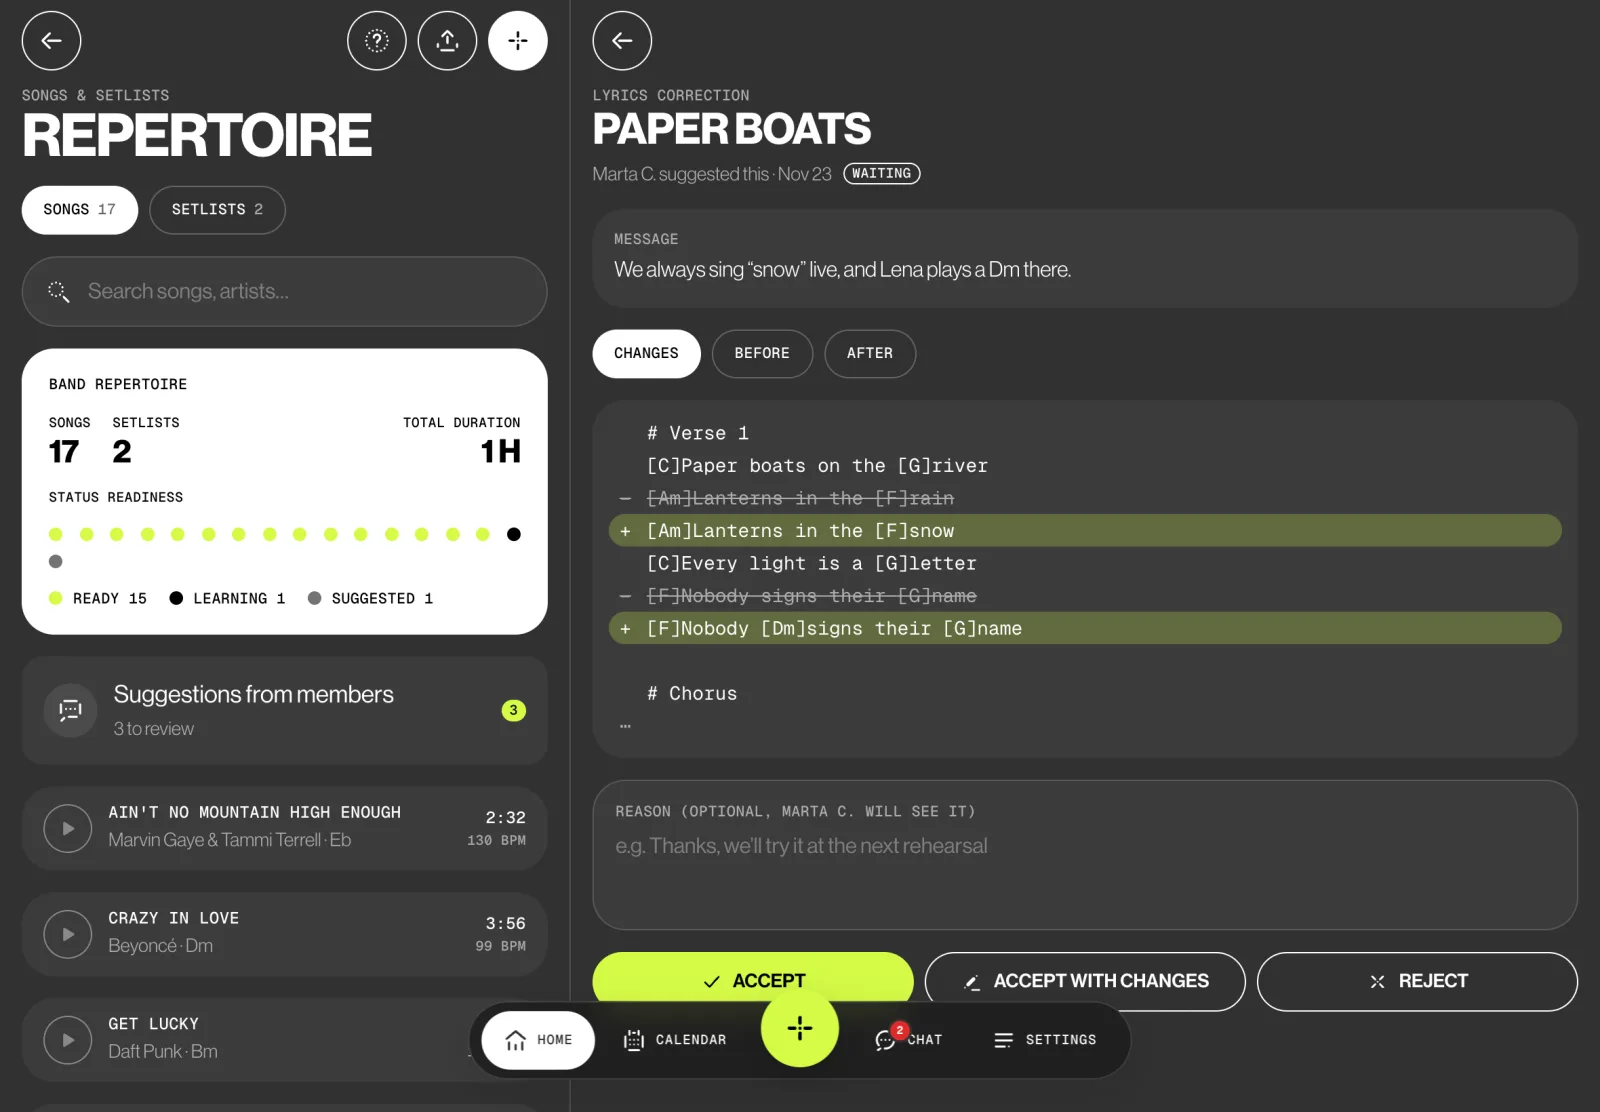 SONGS & SETLISTS
REPERTOIRE
SONGS 17
SETLISTS 2
Search songs, artists...
BAND REPERTOIRE
SONGS SETLISTS TOTAL DURATION
17 2 1H
STATUS READINESS
READY 15 LEARNING 1 SUGGESTED 1
Suggestions from members
3 to review
3
AIN'T NO MOUNTAIN HIGH ENOUGH
Marvin Gaye & Tammi Terrell · Eb
2:32
130 BPM
CRAZY IN LOVE
Beyoncé · Dm
3:56
99 BPM
GET LUCKY
Daft Punk · Bm
LYRICS CORRECTION
PAPER BOATS
Marta C. suggested this · Nov 23 WAITING
MESSAGE
We always sing “snow” live, and Lena plays a Dm there.
CHANGES BEFORE AFTER
# Verse 1
[C]Paper boats on the [G]river
− [Am]Lanterns in the [F]rain
+ [Am]Lanterns in the [F]snow
[C]Every light is a [G]letter
− [F]Nobody signs their [G]name
+ [F]Nobody [Dm]signs their [G]name
# Chorus
…
REASON (OPTIONAL, MARTA C. WILL SEE IT)
e.g. Thanks, we'll try it at the next rehearsal
ACCEPT ACCEPT WITH CHANGES REJECT
HOME CALENDAR 2 CHAT SETTINGS